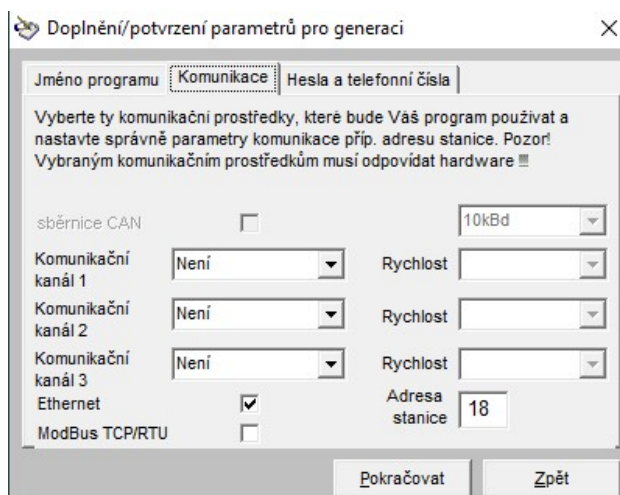 Doplnění/potvrzení parametrů pro generaci
Jméno programu Komunikace Hesla a telefonní čísla
Vyberte ty komunikační prostředky, které bude Váš program používat a
nastavte správně parametry komunikace příp. adresu stanice. Pozor!
Vybraným komunikačním prostředkům musí odpovídat hardware !!!
sběrnice CAN 10kBd
Komunikační
kanál 1 Není Rychlost
Komunikační
kanál 2 Není Rychlost
Komunikační
kanál 3 Není Rychlost
Ethernet Adresa
stanice 18
ModBus TCP/RTU
Pokračovat Zpět